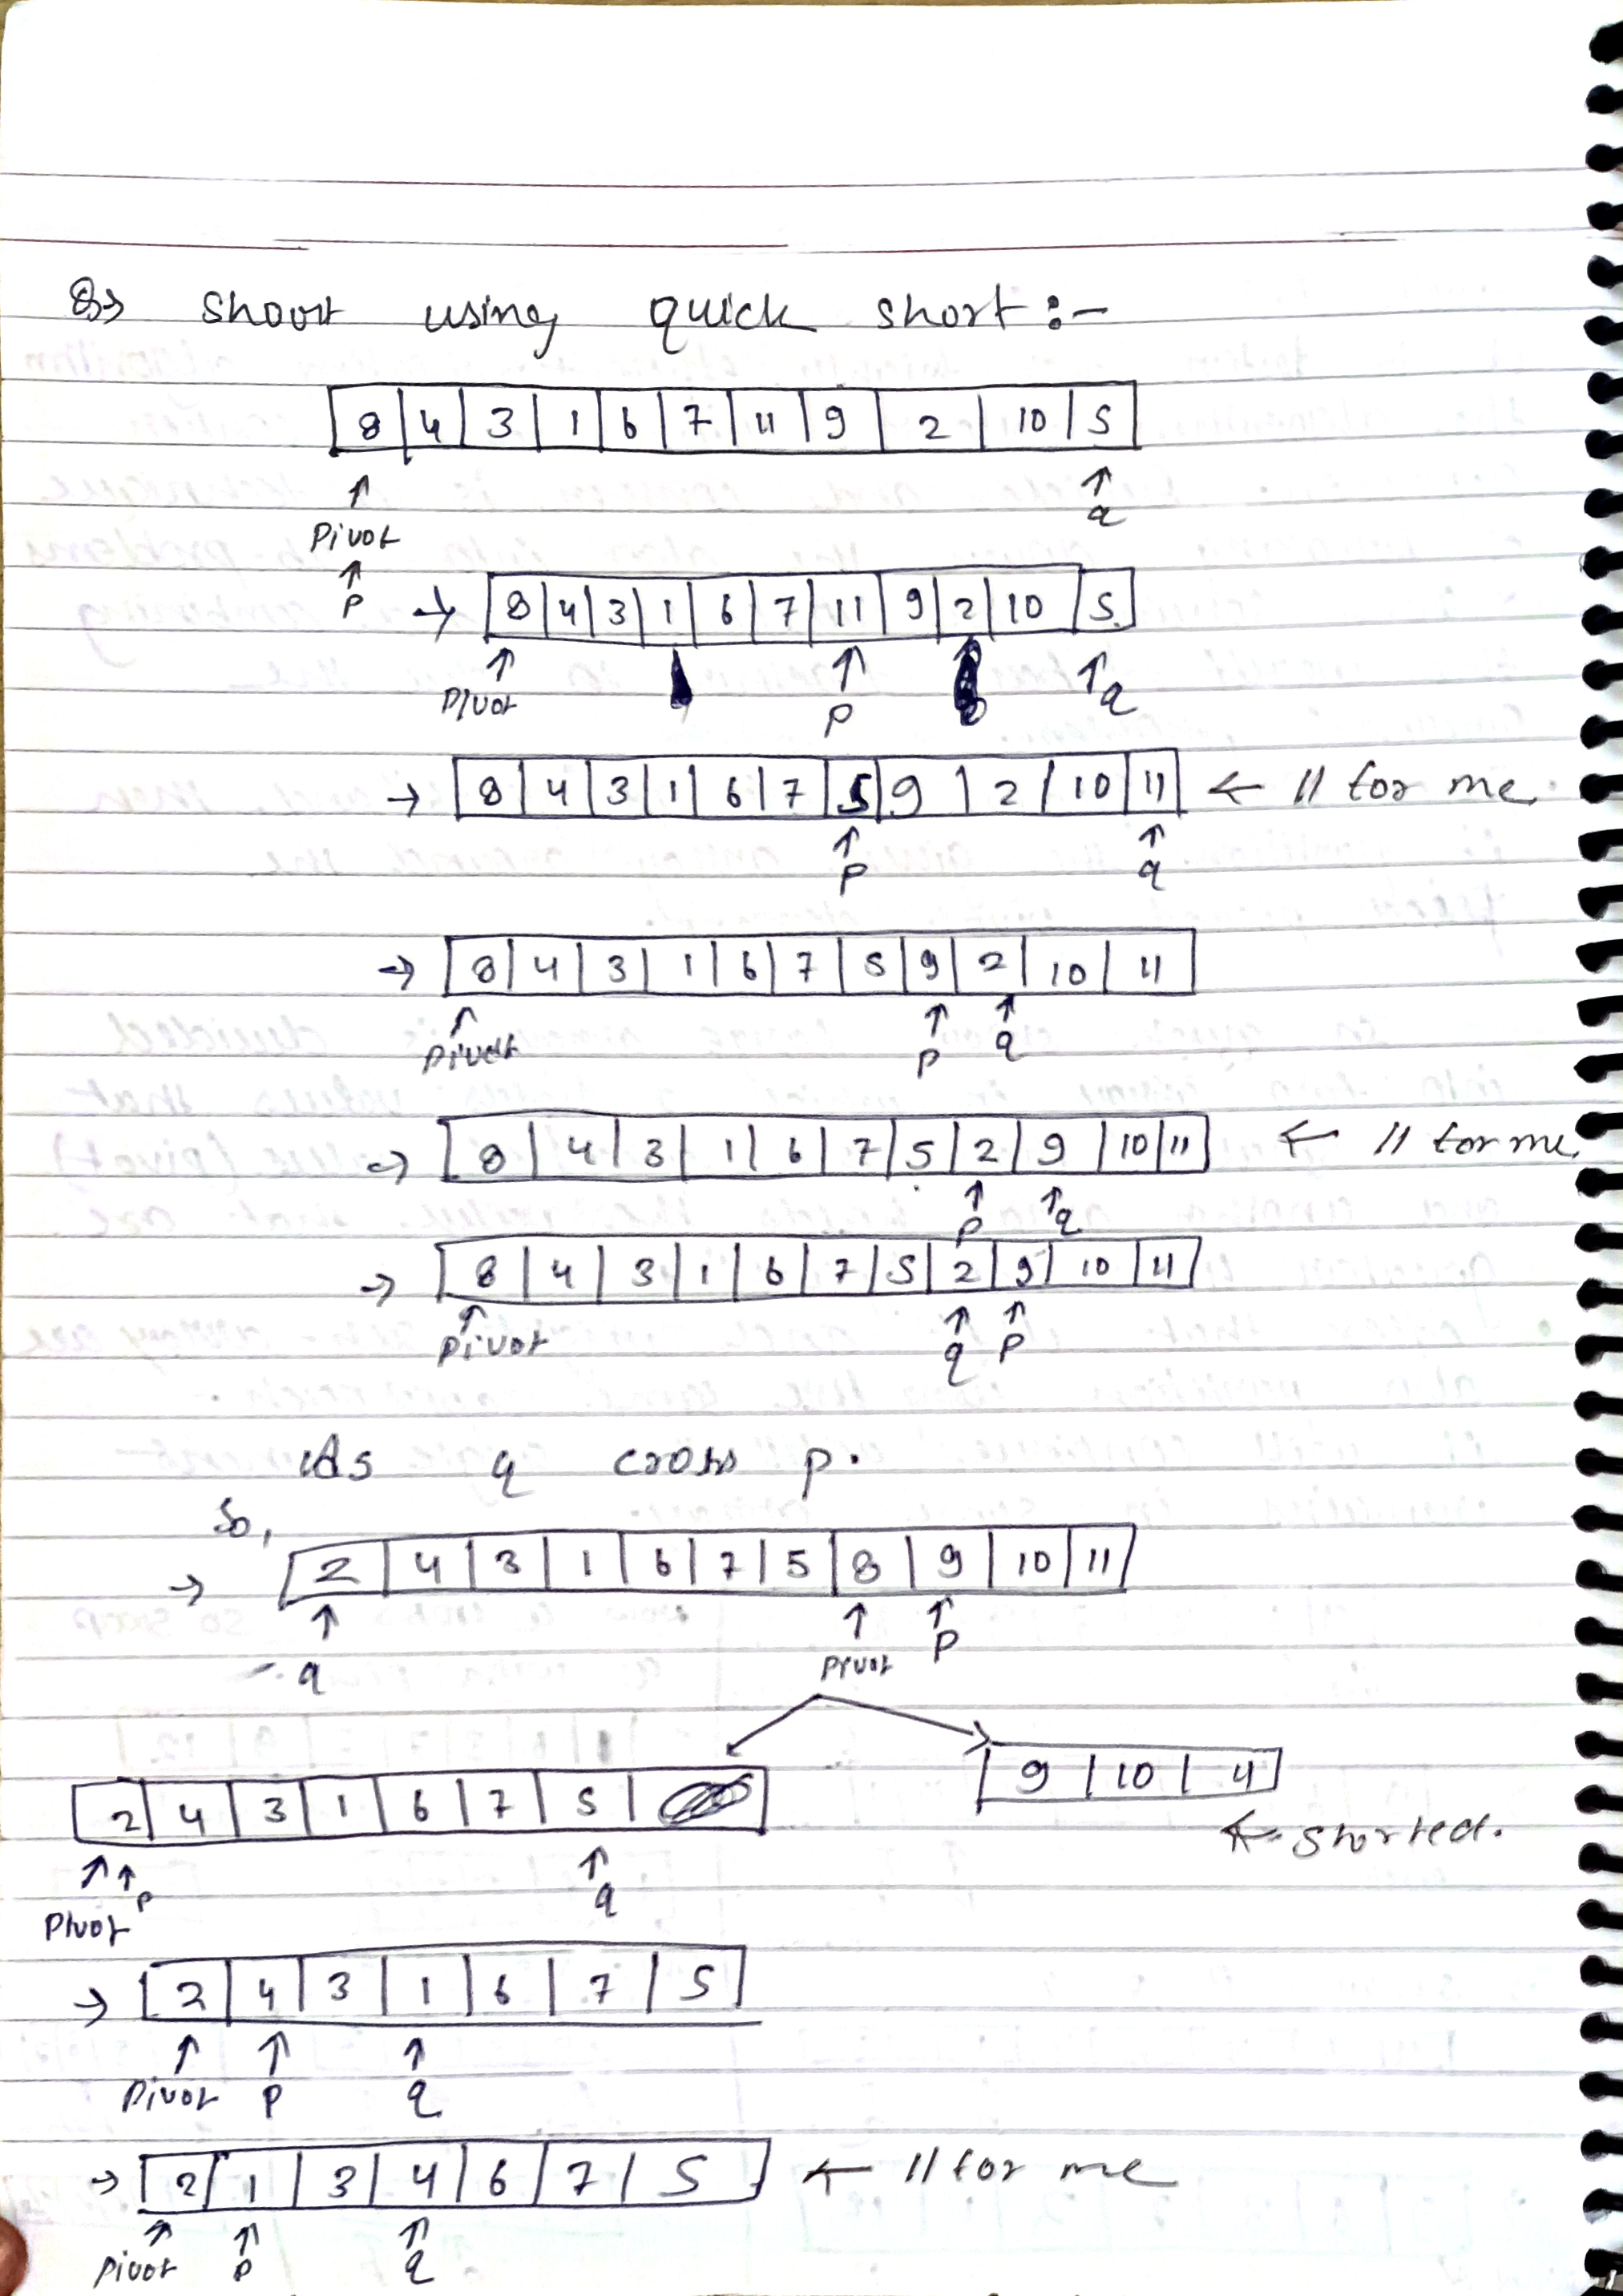 Q) Shoort using quick short :-
8 4 3 1 6 7 11 9 2 10 5
Pivot q
p
→ 8 4 3 1 6 7 11 9 2 10 5
Pivot p q
→ 8 4 3 1 6 7 5 9 2 10 11 ← // for me.
p q
→ 8 4 3 1 6 7 5 9 2 10 11
pivot p q
→ 8 4 3 1 6 7 5 2 9 10 11 ← // for me.
p q
→ 8 4 3 1 6 7 5 2 9 10 11
pivot q p
As q cross p.
So,
→ 2 4 3 1 6 7 5 8 9 10 11
q pivot p
2 4 3 1 6 7 5
9 10 11
← shorted.
Pivot p q
→ 2 4 3 1 6 7 5
Pivot p q
→ 2 1 3 4 6 7 5 ← // for me
pivot p q